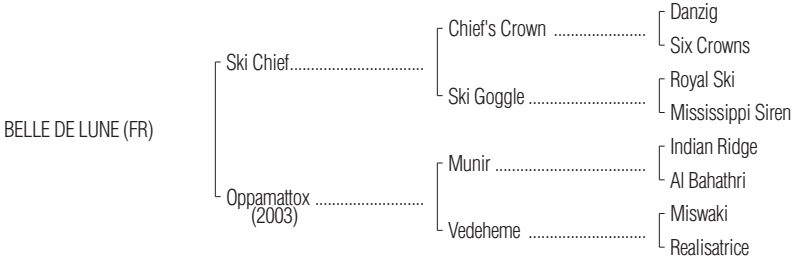 Danzig
Chief's Crown ......................
Six Crowns
Ski Chief................................
Royal Ski
Ski Goggle ............................
Mississippi Siren
BELLE DE LUNE (FR)
Indian Ridge
Munir ....................................
Al Bahathri
Oppamattox ..........................
(2003)
Miswaki
Vedeheme ............................
Realisatrice